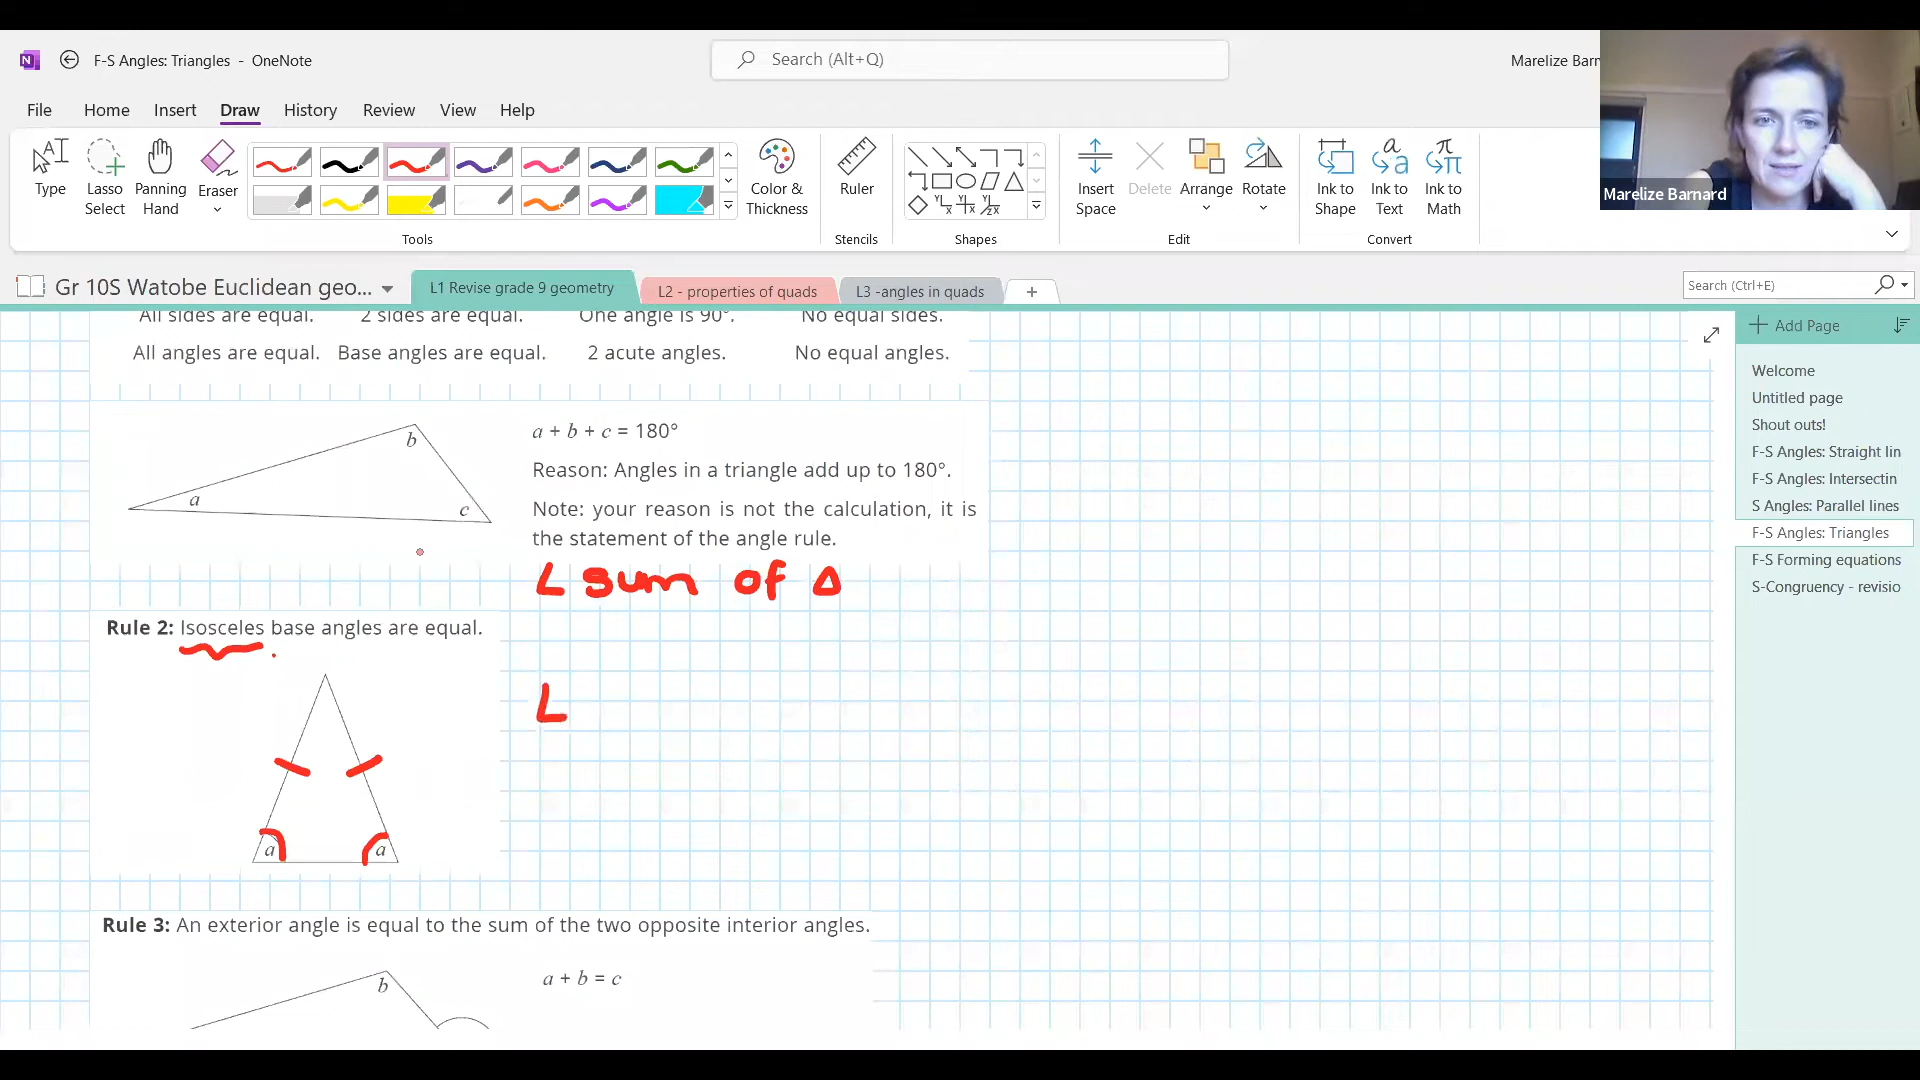 F-S Angles: Triangles - OneNote
Search (Alt+Q)
Marelize Barn
File Home Insert Draw History Review View Help
Marelize Barnard
Type
Lasso Select
Panning Hand
Eraser
Color & Thickness
Ruler
Insert Space
Delete
Arrange
Rotate
Ink to Shape
Ink to Text
Ink to Math
Tools
Stencils
Shapes
Edit
Convert
Gr 10S Watobe Euclidean geo...
L1 Revise grade 9 geometry
L2 - properties of quads
L3 -angles in quads
Search (Ctrl+E)
Add Page
Welcome
Untitled page
Shout outs!
F-S Angles: Straight lin
F-S Angles: Intersectin
S Angles: Parallel lines
F-S Angles: Triangles
F-S Forming equations
S-Congruency - revisio
All sides are equal. 2 sides are equal. One angle is 90°. No equal sides.
All angles are equal. Base angles are equal. 2 acute angles. No equal angles.
b
a
c
a + b + c = 180°
Reason: Angles in a triangle add up to 180°.
Note: your reason is not the calculation, it is
the statement of the angle rule.
∠ sum of Δ
Rule 2: Isosceles base angles are equal.
∠
a a
Rule 3: An exterior angle is equal to the sum of the two opposite interior angles.
b
a + b = c